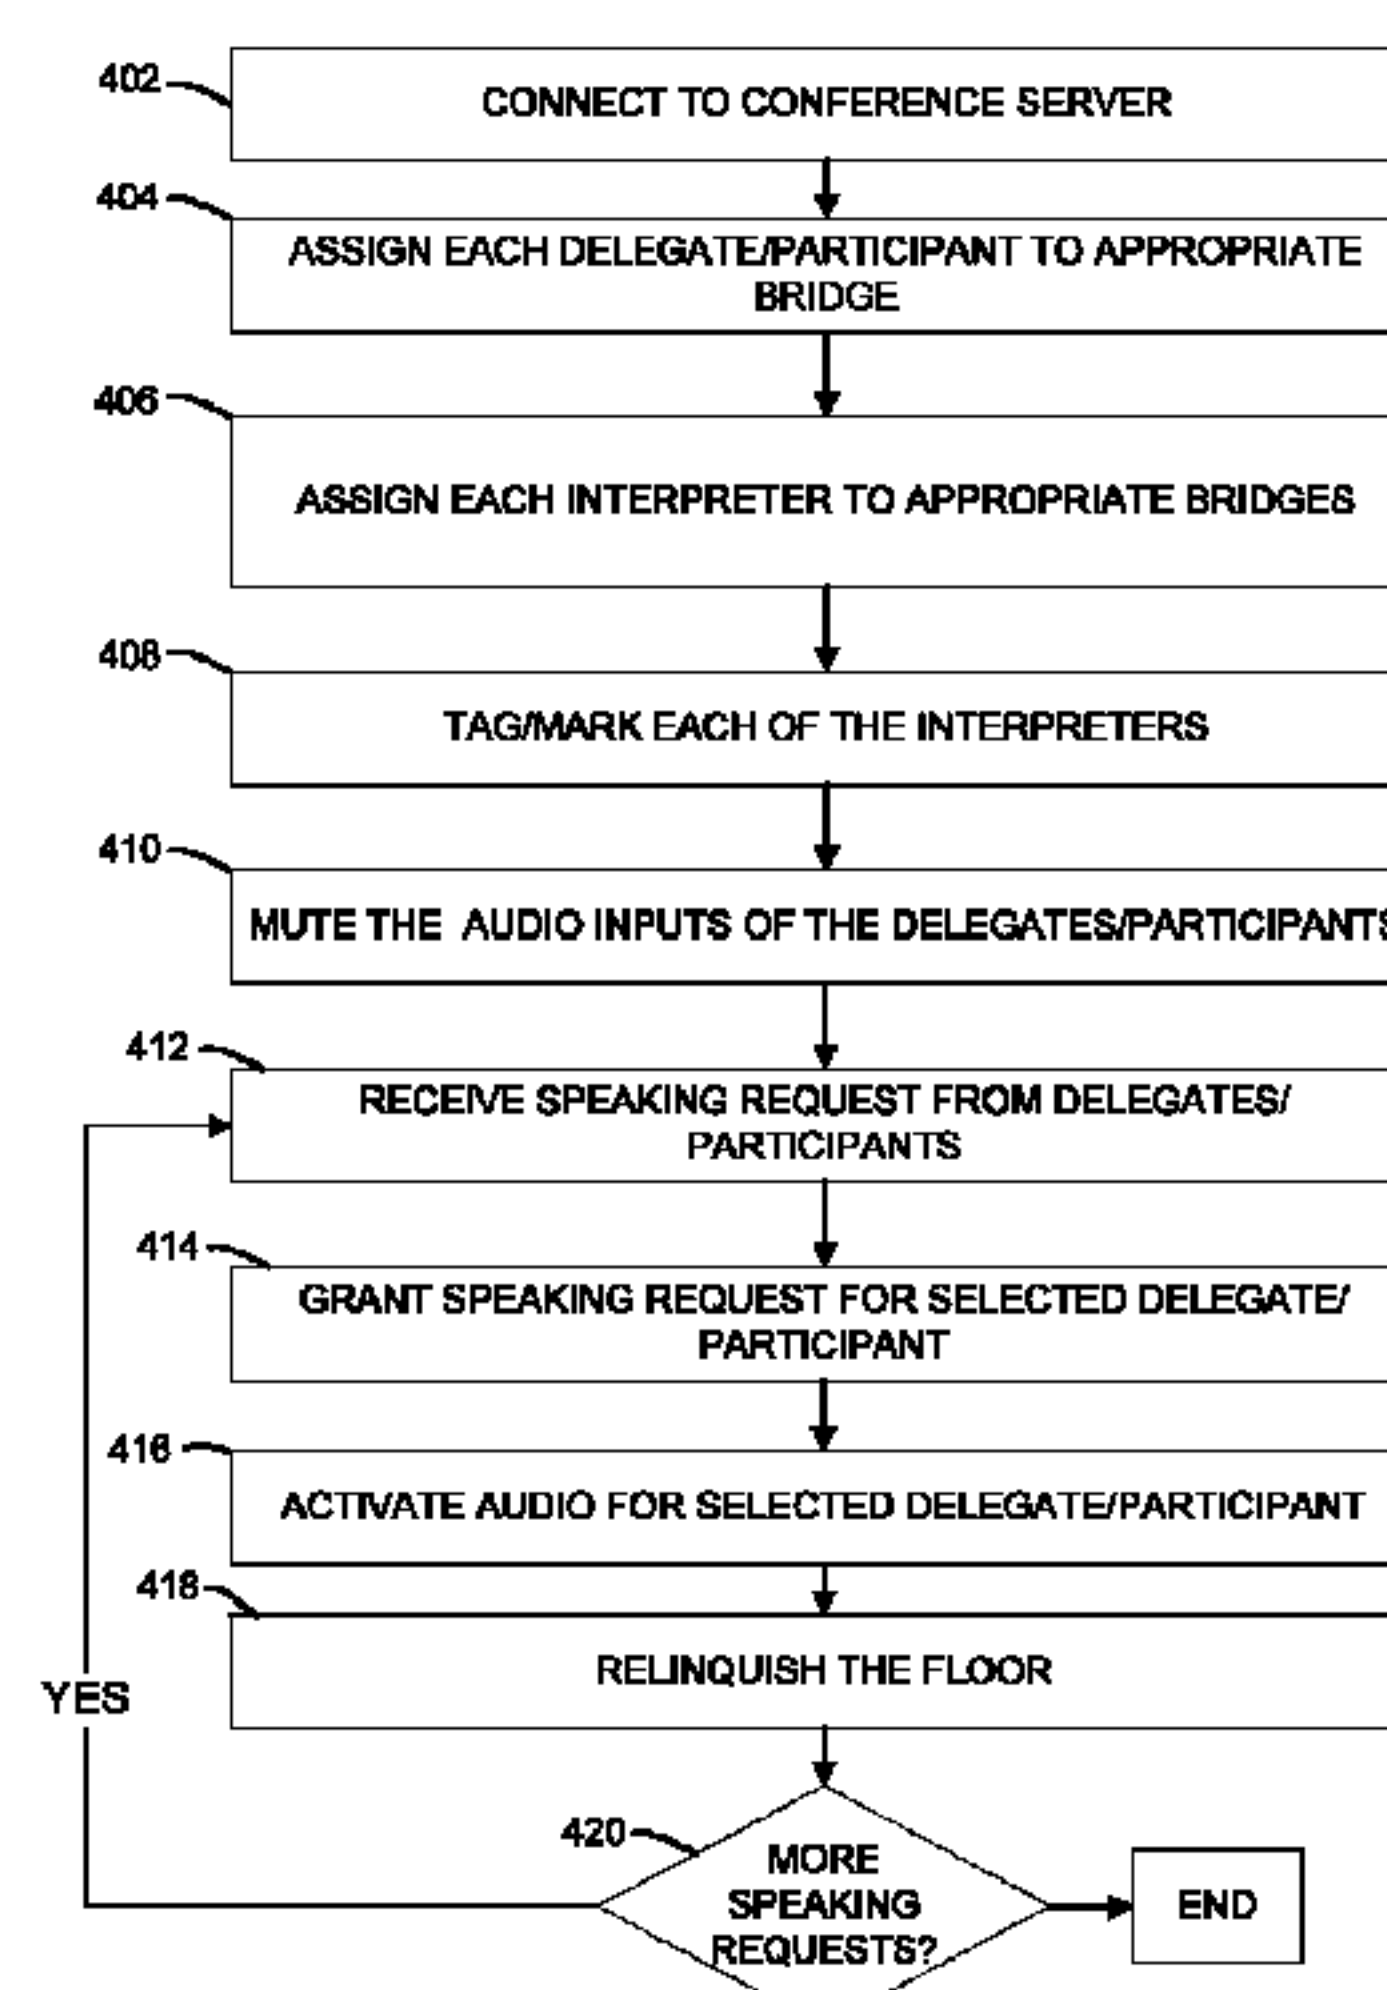 402
CONNECT TO CONFERENCE SERVER
404
ASSIGN EACH DELEGATE/PARTICIPANT TO APPROPRIATE
BRIDGE
406
ASSIGN EACH INTERPRETER TO APPROPRIATE BRIDGES
408
TAG/MARK EACH OF THE INTERPRETERS
410
MUTE THE AUDIO INPUTS OF THE DELEGATES/PARTICIPANTS
412
RECEIVE SPEAKING REQUEST FROM DELEGATES/
PARTICIPANTS
414
GRANT SPEAKING REQUEST FOR SELECTED DELEGATE/
PARTICIPANT
416
ACTIVATE AUDIO FOR SELECTED DELEGATE/PARTICIPANT
418
RELINQUISH THE FLOOR
YES
420
MORE
SPEAKING
REQUESTS?
END